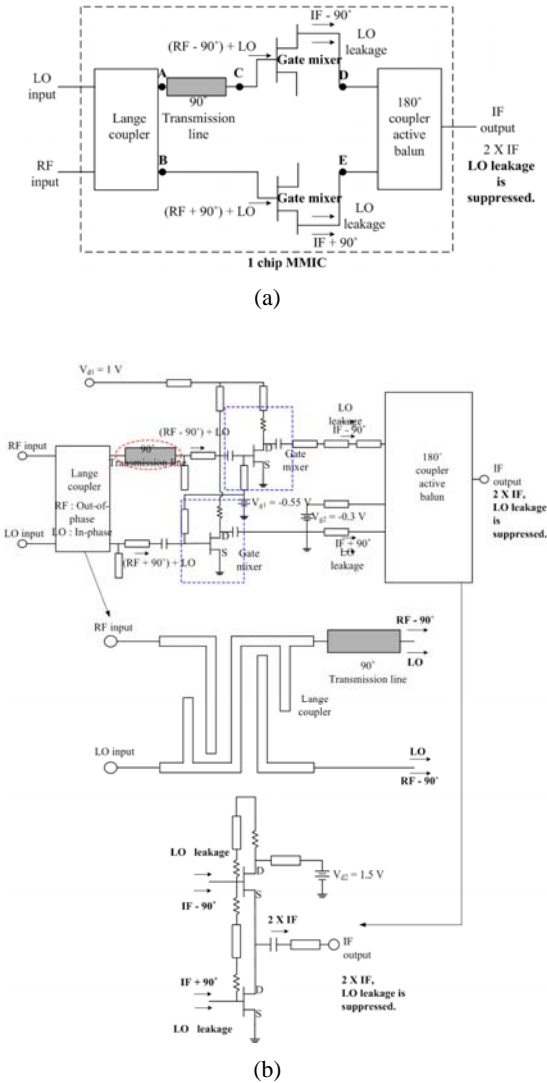 IF - 90°
LO
leakage
(RF - 90°) + LO
Gate mixer
LO
input
A
C
D
90°
Transmission
line
Lange
coupler
180°
coupler
active
balun
IF
output
RF
input
B
E
2 X IF
LO leakage
is
suppressed.
Gate mixer
(RF + 90°) + LO
LO
leakage
IF + 90°
1 chip MMIC
(a)
Vd1 = 1 V
(RF - 90°) + LO
LO
leakage
IF - 90°
RF input
90°
Transmission line
D
S
Gate
mixer
Lange
coupler
RF : Out-of-
phase
LO : In-phase
180°
coupler
active
balun
IF
output
2 X IF,
LO leakage
is
suppressed.
Vg1 = -0.55 V
Vg2 = -0.3 V
LO input
D
S
IF + 90°
LO
leakage
(RF + 90°) + LO
Gate
mixer
RF input
RF - 90°
LO
90°
Transmission line
Lange
coupler
LO input
LO
RF - 90°
LO leakage
D
Vd2 = 1.5 V
S
IF - 90°
2 X IF
IF
output
IF + 90°
D
2 X IF,
LO leakage is
suppressed.
S
LO leakage
(b)